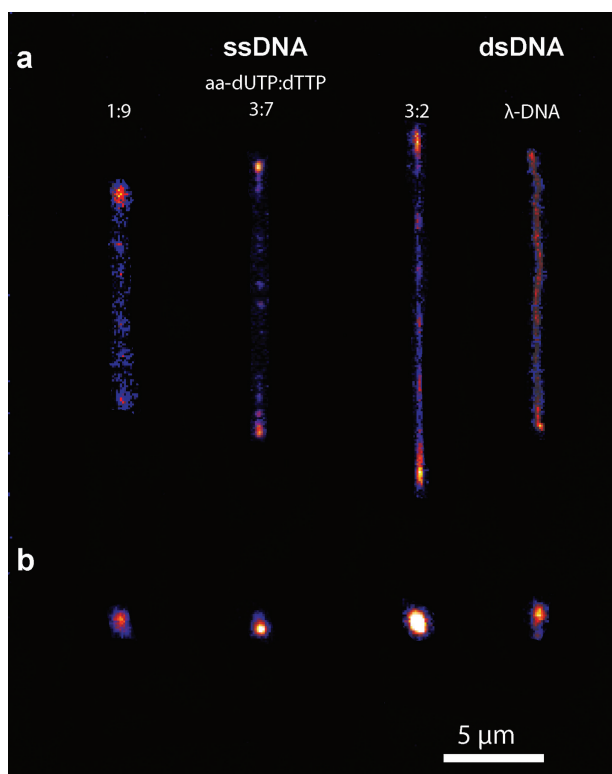 ssDNA dsDNA
a
aa-dUTP:dTTP
1:9 3:7 3:2 λ-DNA
b
5 μm